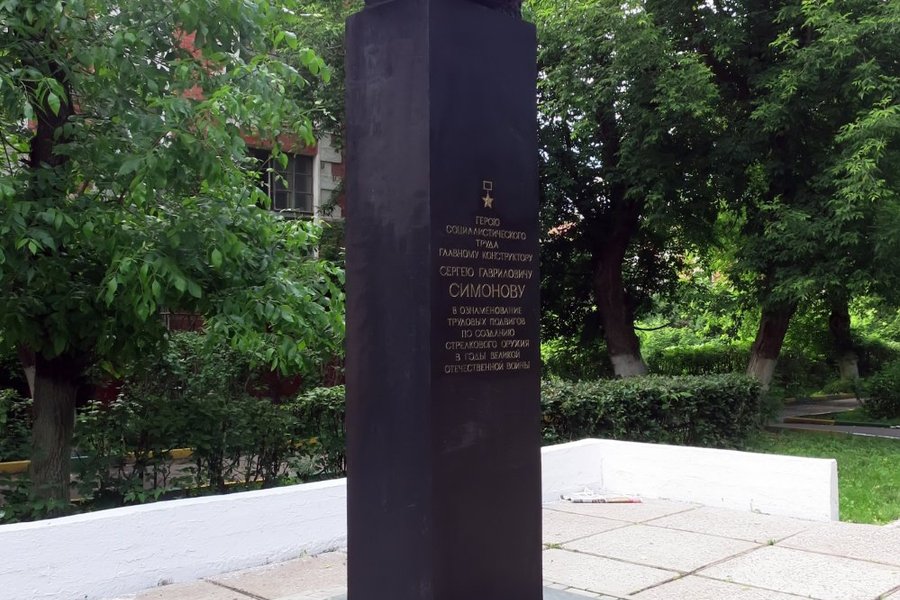 ГЕРОЮ
СОЦИАЛИСТИЧЕСКОГО
ТРУДА
ГЛАВНОМУ КОНСТРУКТОРУ
СЕРГЕЮ ГАВРИЛОВИЧУ
СИМОНОВУ
В ОЗНАМЕНОВАНИЕ
ТРУДОВЫХ ПОДВИГОВ
ПО СОЗДАНИЮ
СТРЕЛКОВОГО ОРУЖИЯ
В ГОДЫ ВЕЛИКОЙ
ОТЕЧЕСТВЕННОЙ ВОЙНЫ